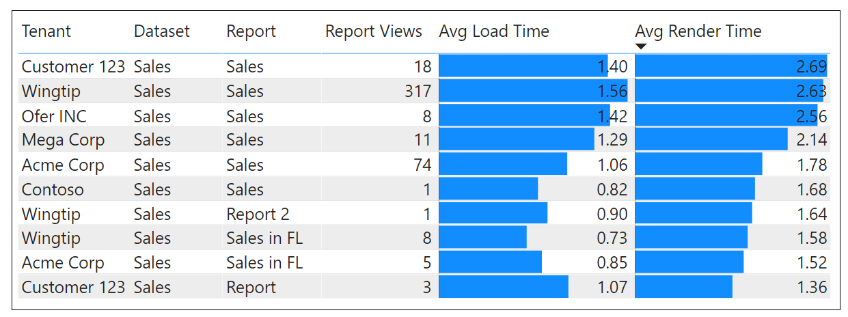 Tenant Dataset Report Report Views Avg Load Time Avg Render Time
Customer 123 Sales Sales 18 1.40 2.69
Wingtip Sales Sales 317 1.56 2.63
Ofer INC Sales Sales 8 1.42 2.56
Mega Corp Sales Sales 11 1.29 2.14
Acme Corp Sales Sales 74 1.06 1.78
Contoso Sales Sales 1 0.82 1.68
Wingtip Sales Report 2 1 0.90 1.64
Wingtip Sales Sales in FL 8 0.73 1.58
Acme Corp Sales Sales in FL 5 0.85 1.52
Customer 123 Sales Report 3 1.07 1.36